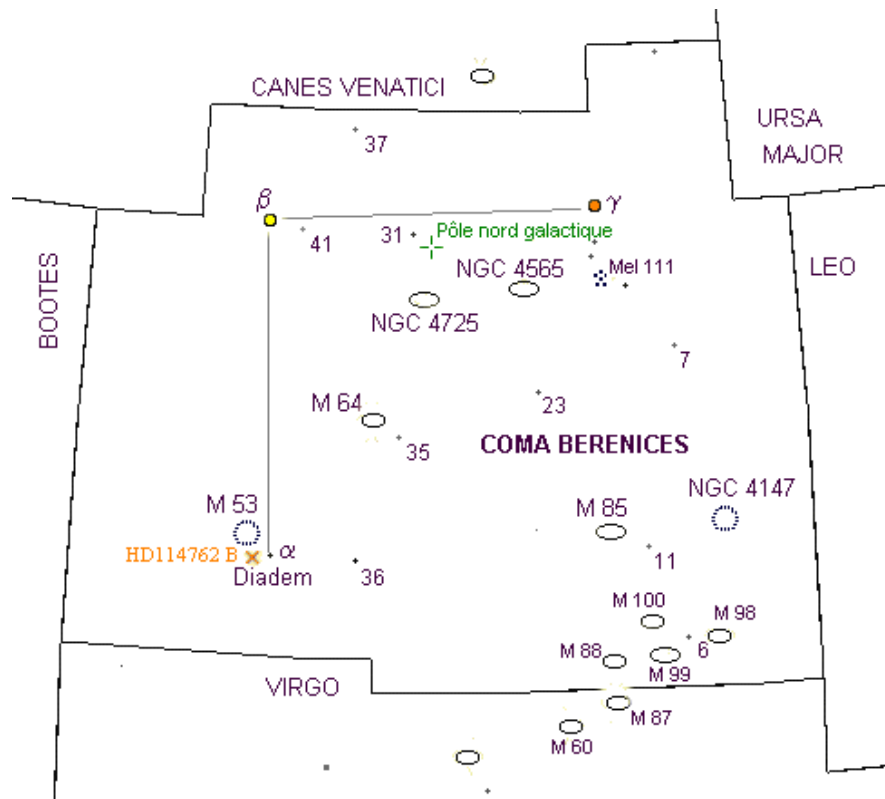 CANES VENATICI
URSA
MAJOR
37
β
γ
41
31
Pôle nord galactique
BOOTES
NGC 4565
Mel 111
LEO
NGC 4725
7
M 64
23
35
COMA BERENICES
M 53
M 85
NGC 4147
HD114762 B
α
Diadem
36
11
M 100
M 98
6
M 88
M 99
VIRGO
M 87
M 60